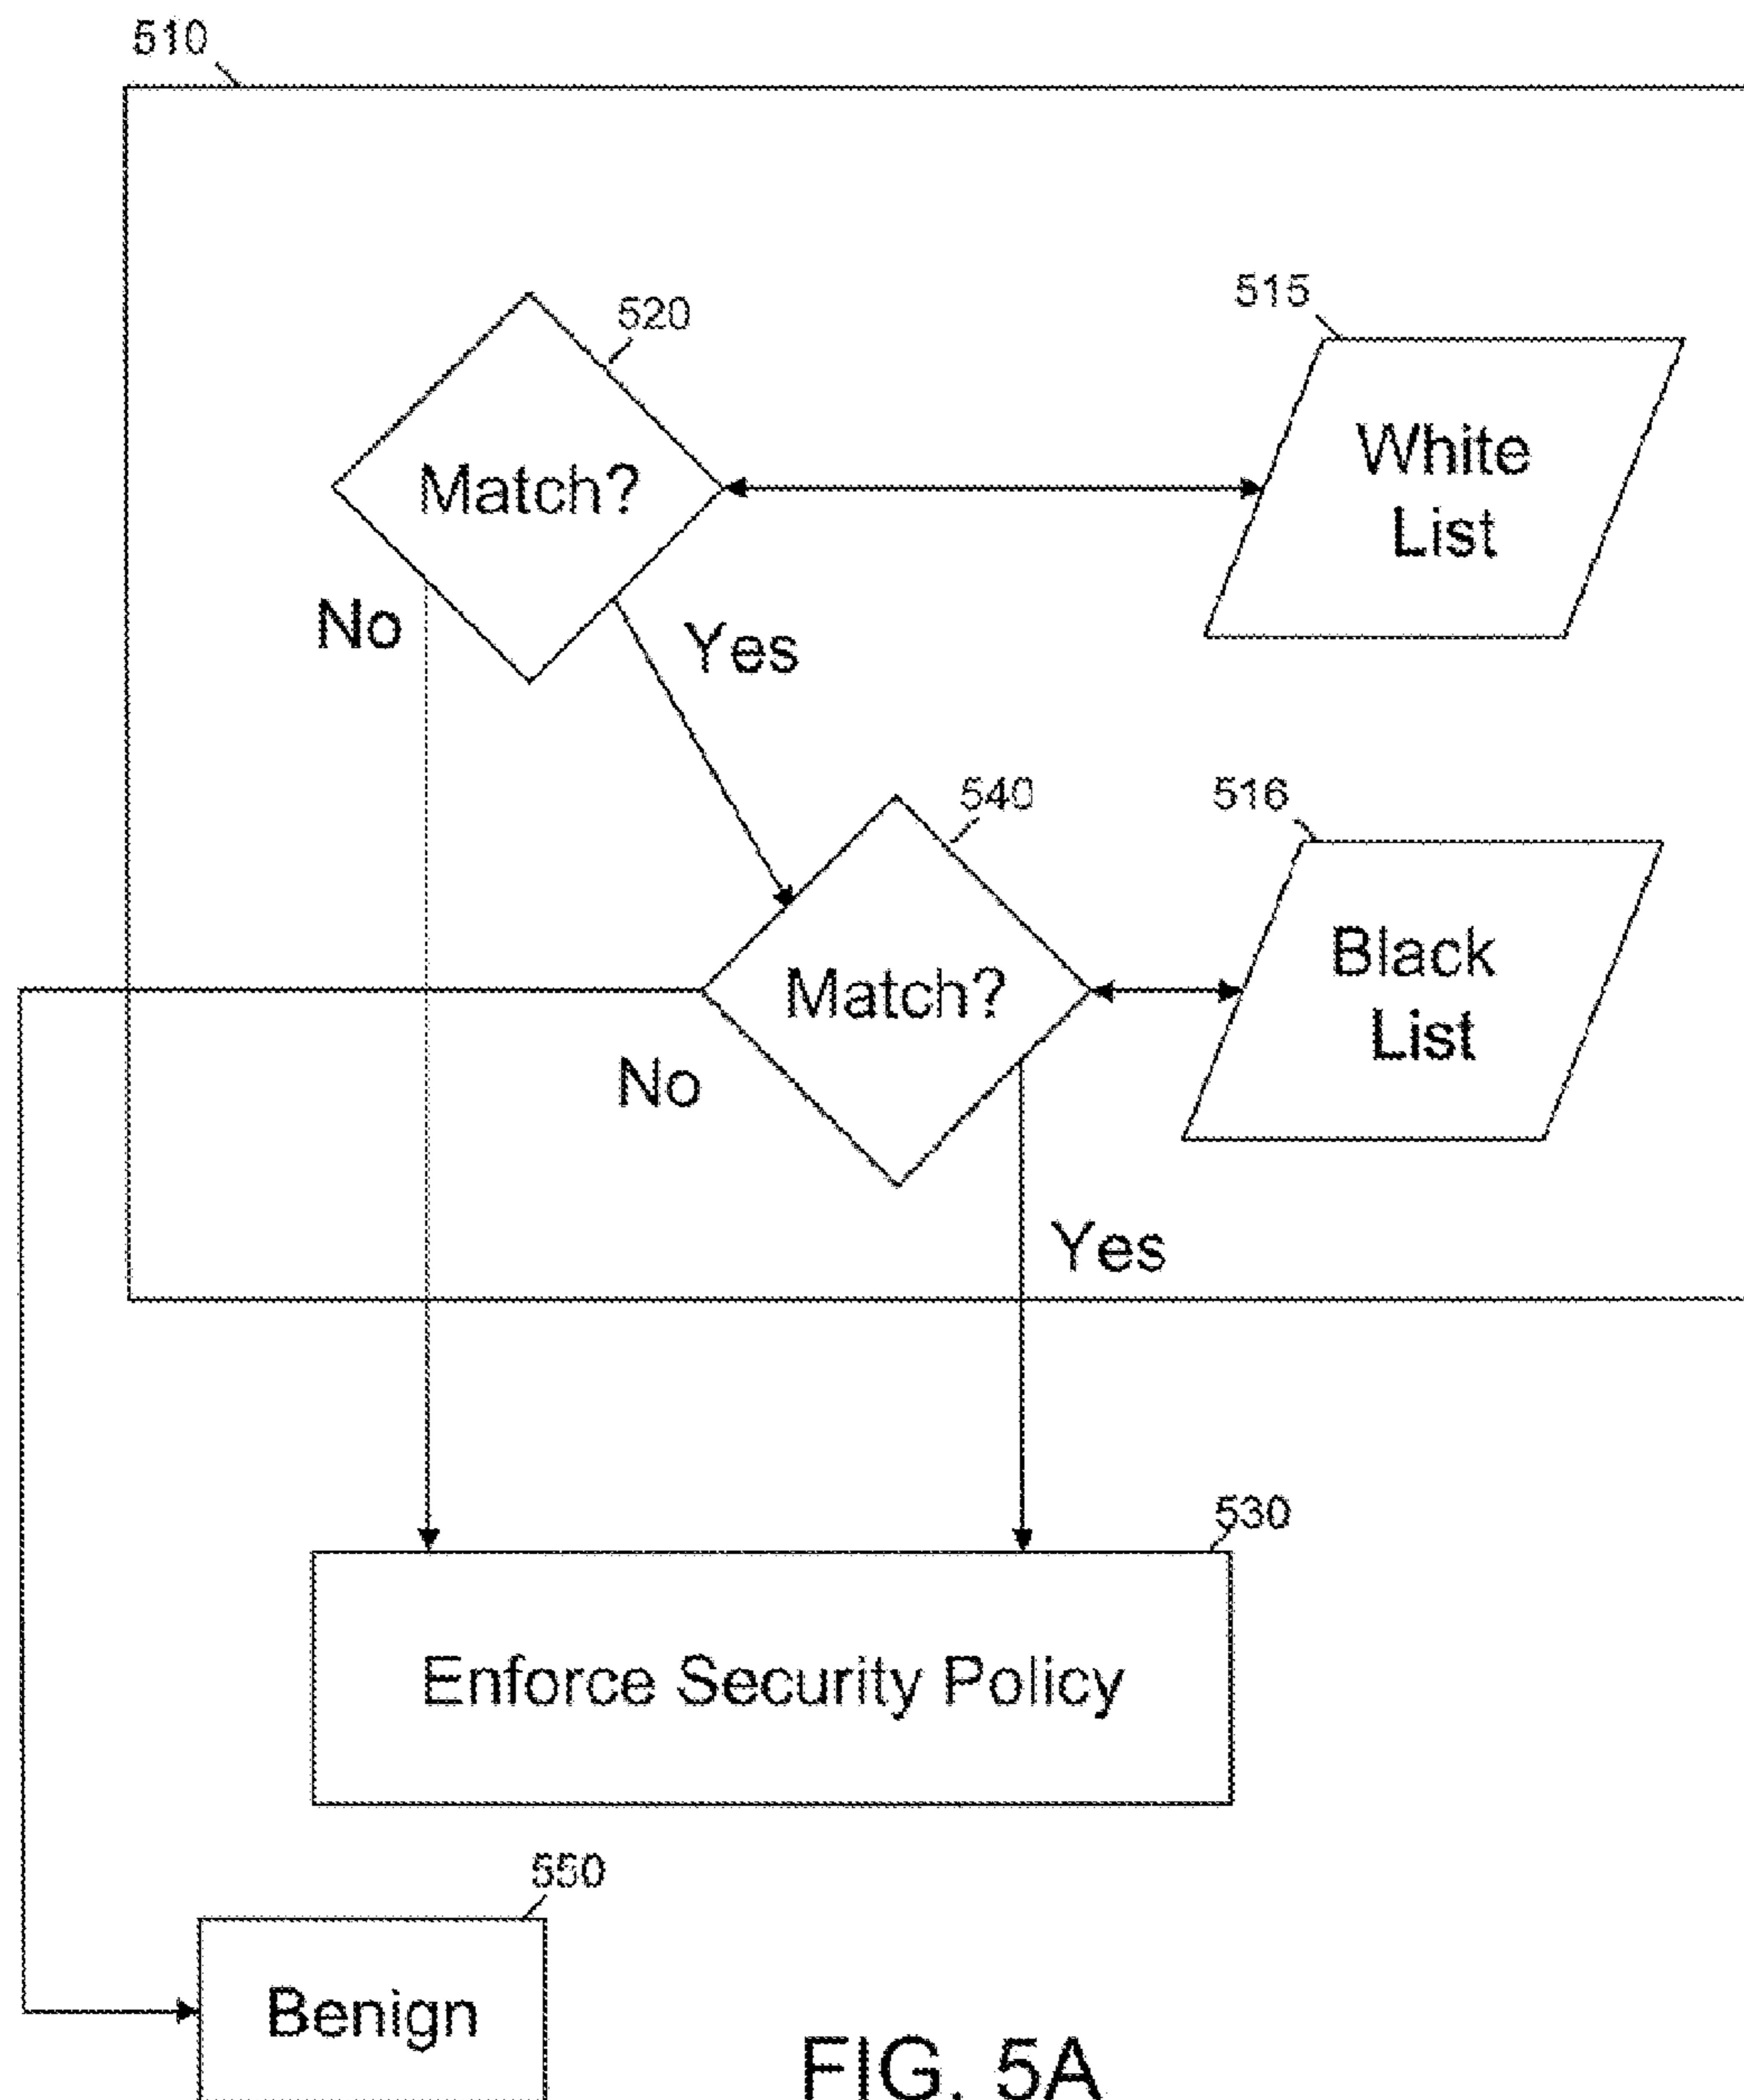 510
520
515
Match?
White
List
No
Yes
540
516
Match?
Black
List
No
Yes
530
Enforce Security Policy
550
Benign
FIG. 5A